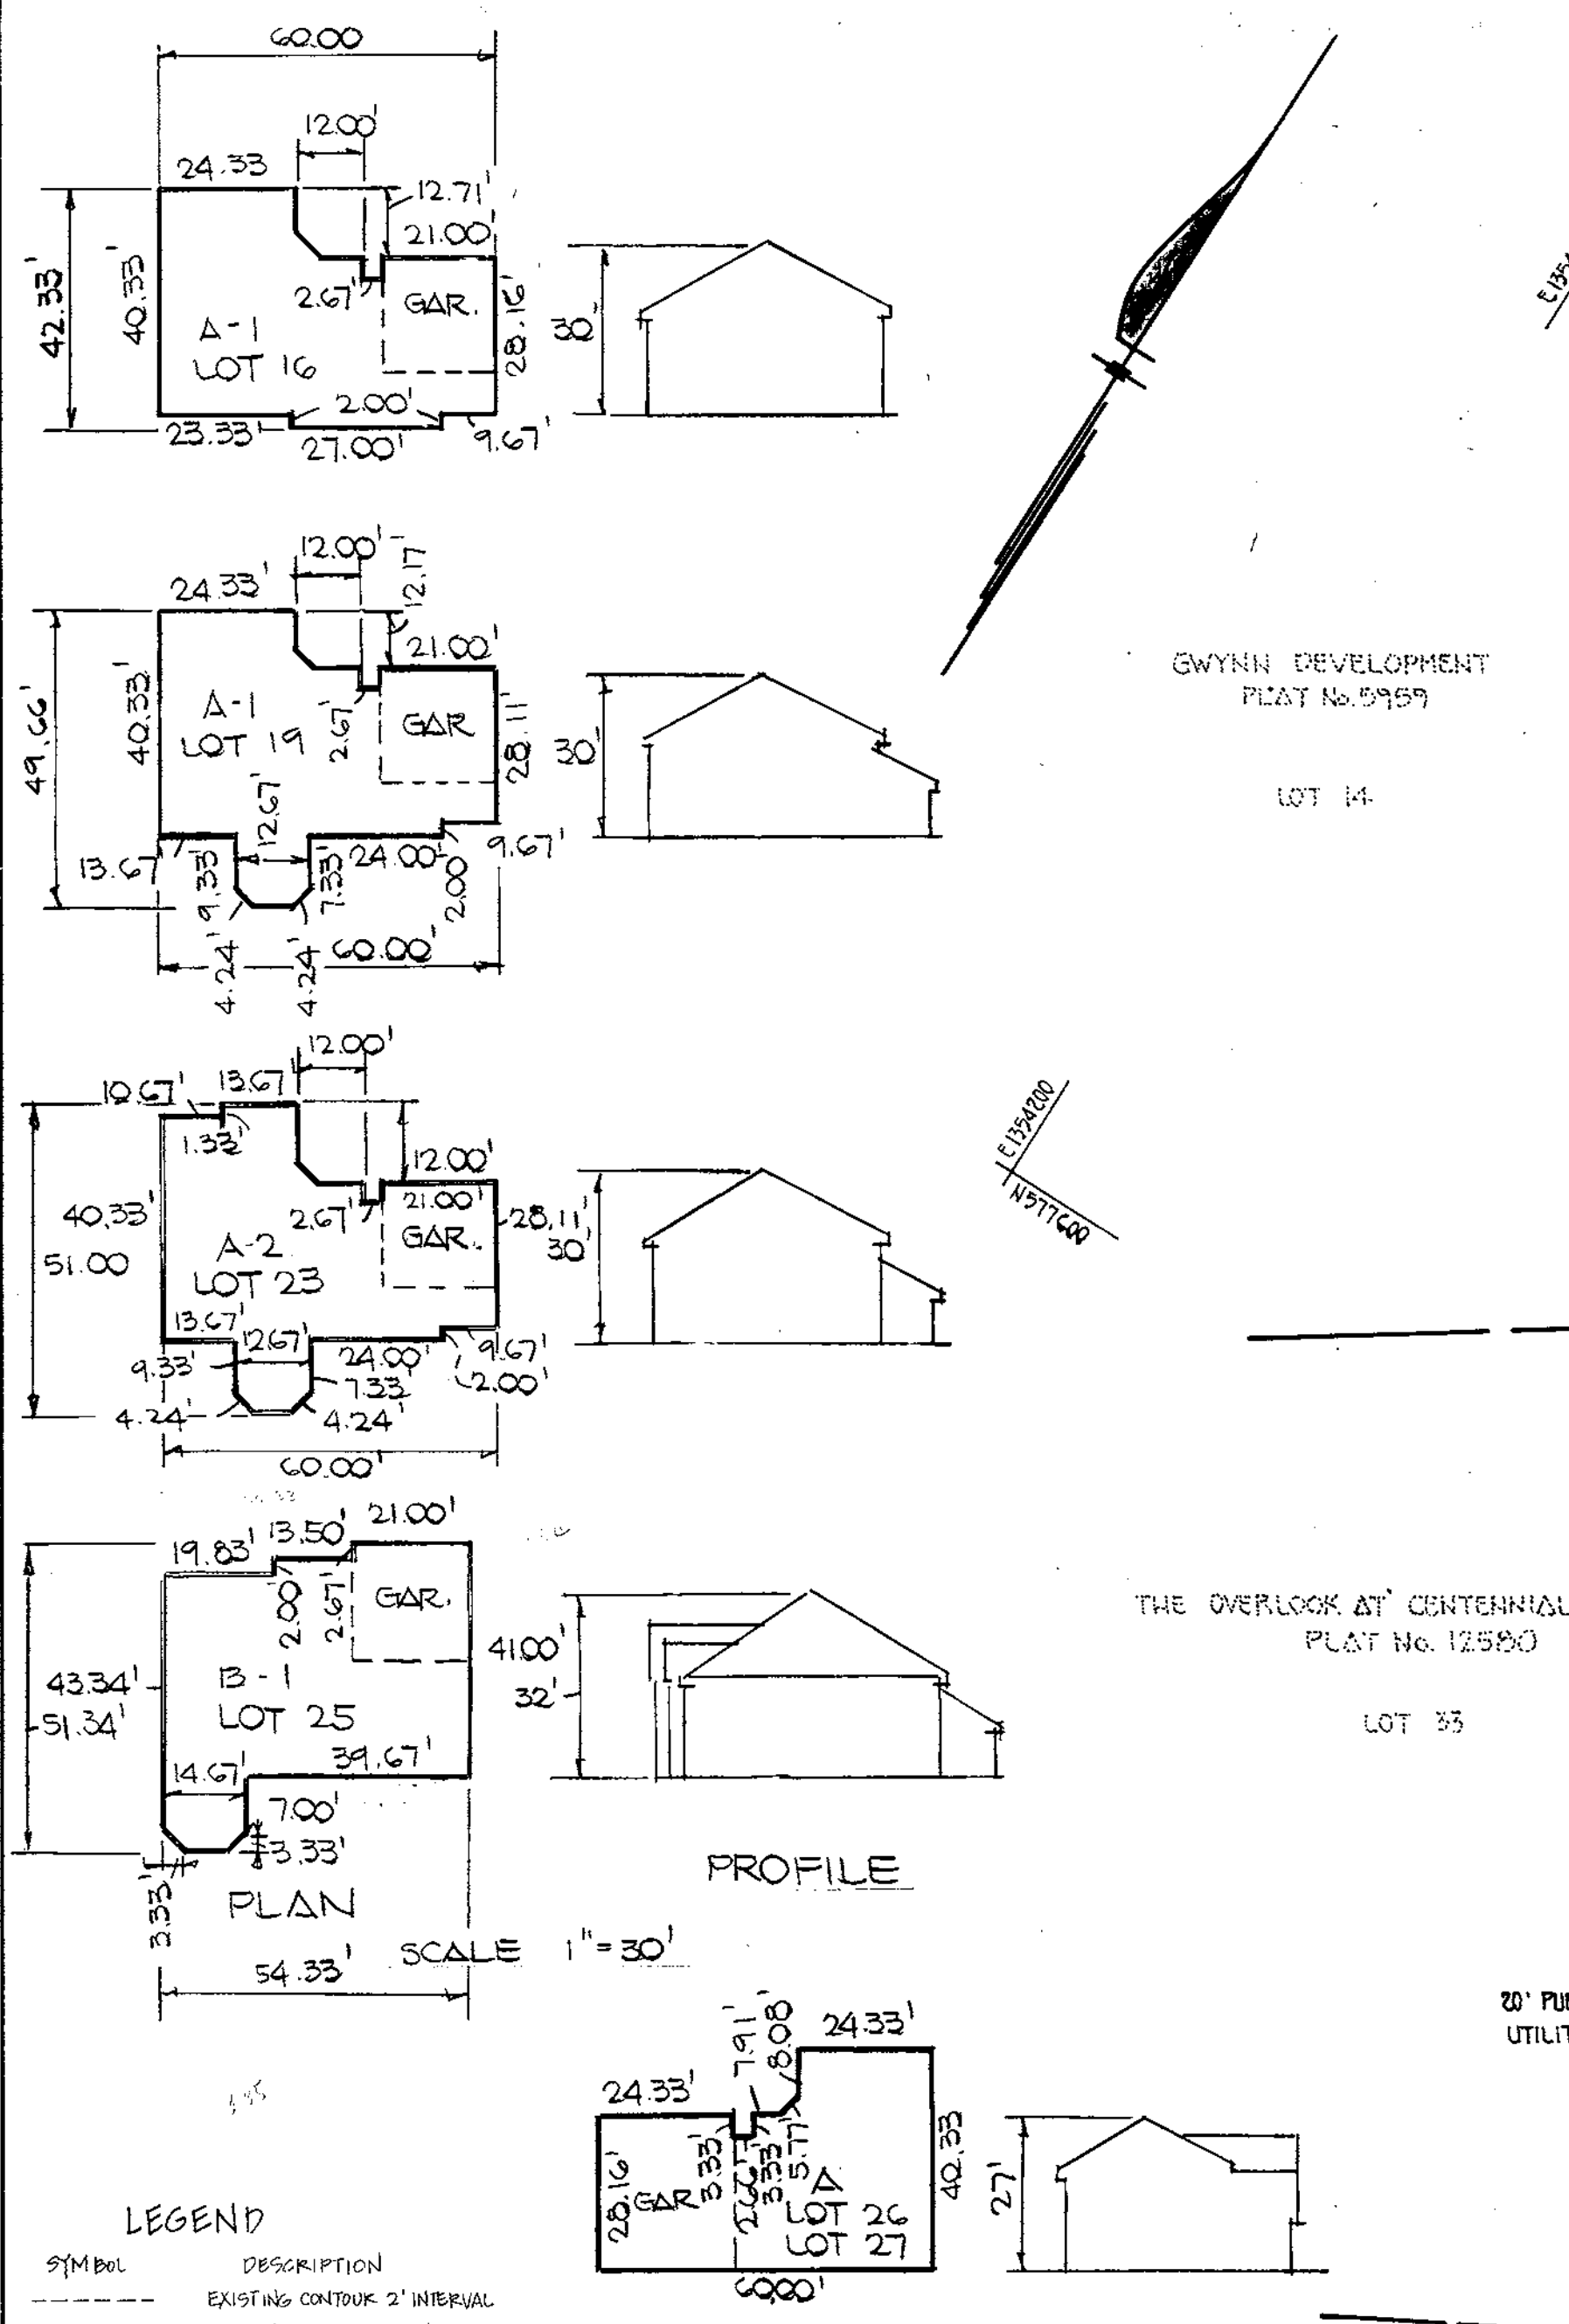 60.00
12.00'
24.33
12.71'
21.00'
42.33'
40.33'
2.67'
GAR.
28.16'
30'
A-1
LOT 16
2.00'
23.33'
27.00'
9.67'
12.00'
12.17
24.33'
21.00'
49.66'
40.33'
A-1
LOT 19
2.67'
GAR
28.11'
30'
12.67'
13.67'
9.33'
7.33'
24.00'
2.00
9.67'
4.24'
4.24'
60.00'
GWYNN DEVELOPMENT
PLAT No. 5959
LOT 14
12.00'
10.67'
13.67'
1.33'
12.00'
40.33'
2.67'
21.00'
28.11'
30'
GAR.
51.00
A-2
LOT 23
13.67'
12.67'
9.33'
24.00'
9.67'
7.33'
2.00'
4.24'
4.24'
60.00'
E1354200
N577600
21.00'
13.50'
19.83'
2.00'
2.67'
GAR.
41.00'
32'
43.34'
51.34'
B-1
LOT 25
39.67'
14.67'
7.00'
3.33'
3.33'
PLAN
PROFILE
SCALE 1"=30'
54.33'
THE OVERLOOK AT CENTENNIAL
PLAT No. 12580
LOT 33
20' PU
UTILIT
7.91'
8.08'
24.33'
24.33'
28.16'
GAR
3.33'
2.66'
3.33'
5.77'
A
LOT 26
LOT 27
40.33
27'
60.00'
LEGEND
SYMBOL DESCRIPTION
EXISTING CONTOUR 2' INTERVAL